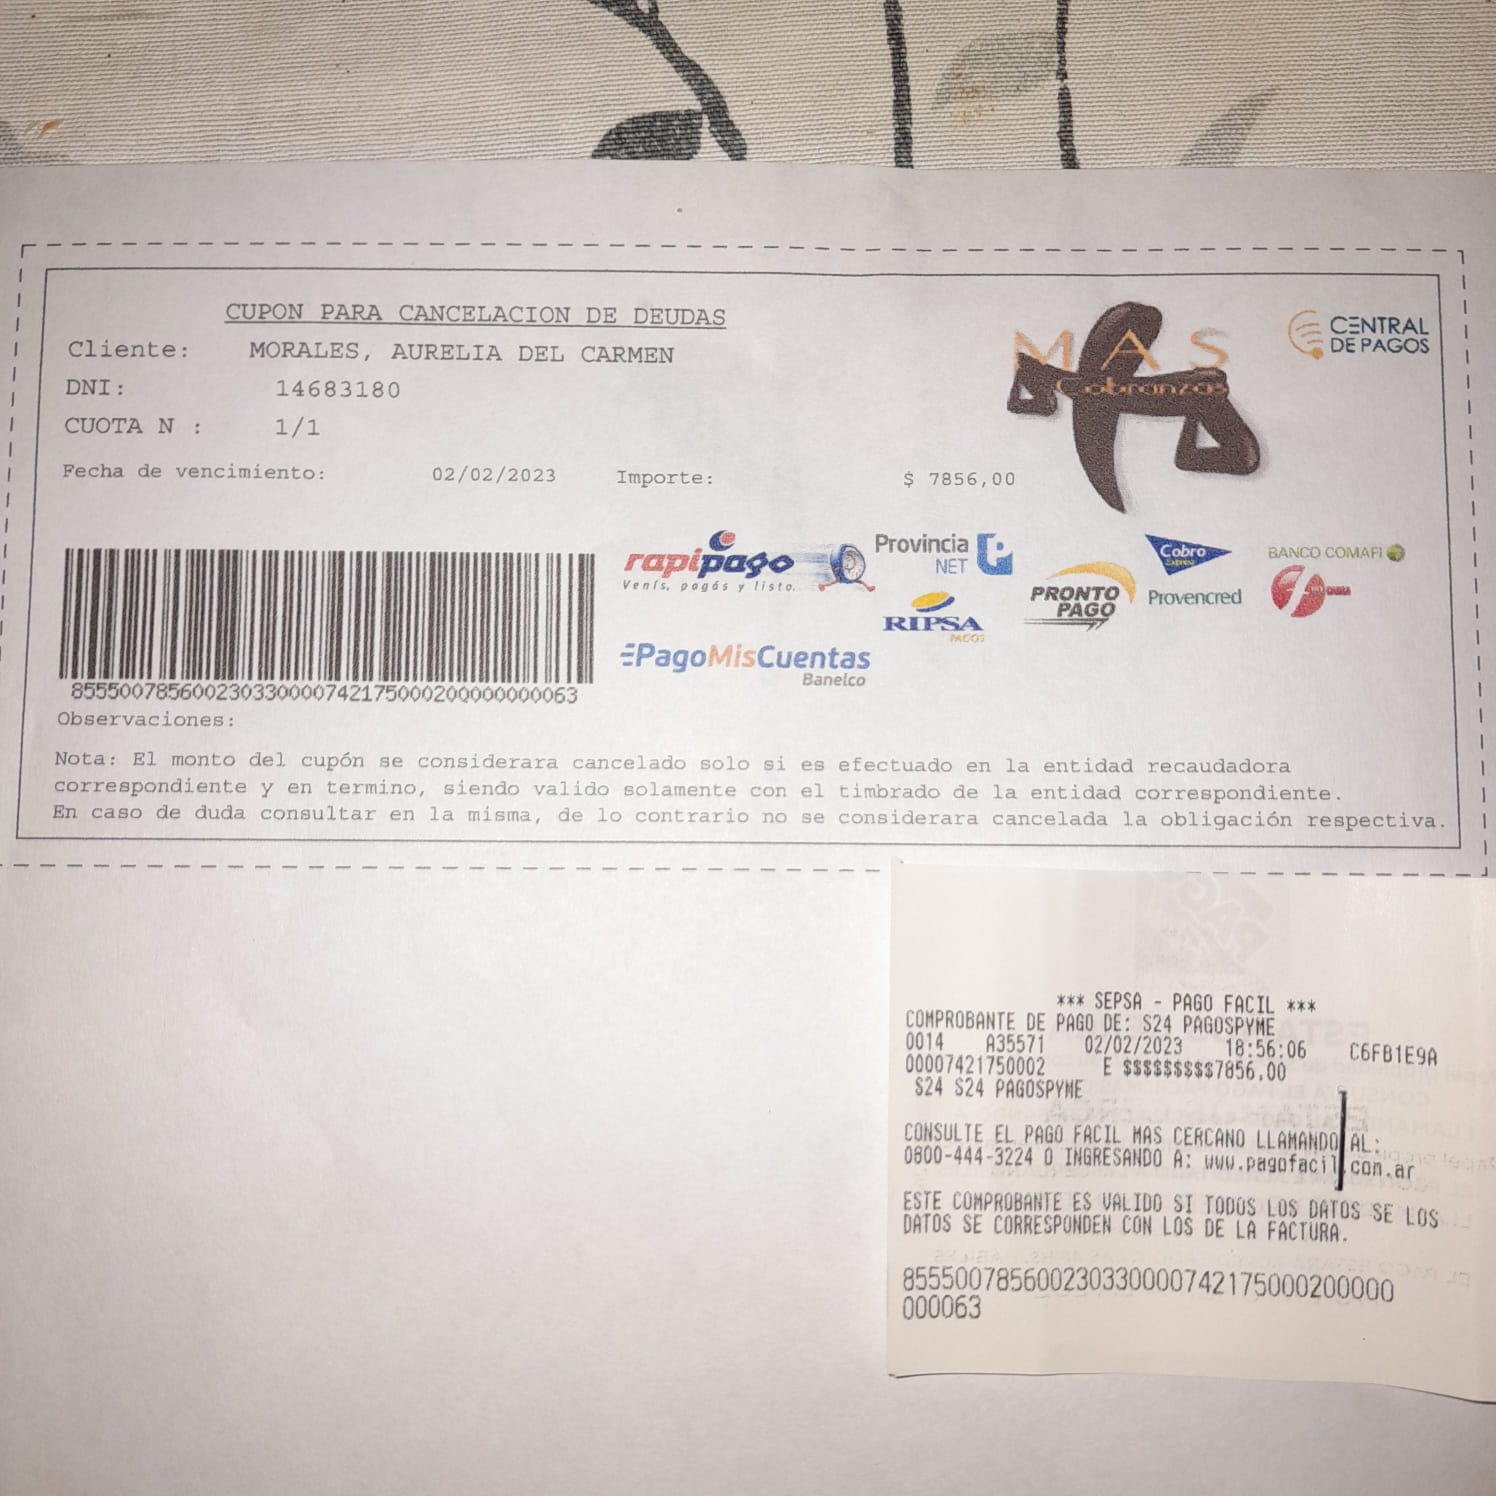 CUPON PARA CANCELACION DE DEUDAS
Cliente: MORALES, AURELIA DEL CARMEN
DNI: 14683180
CUOTA N : 1/1
Fecha de vencimiento: 02/02/2023 Importe: $ 7856,00
MAS
Cobranzas
CENTRAL
DE PAGOS
rapipago
Venís, pagás y listo.
Provincia
NET
RIPSA
PAGOS
PRONTO
PAGO
Cobro
Express
Provencred
BANCO COMAFI
PagoMisCuentas
Banelco
85550078560023033000074217500020000000000063
Observaciones:
Nota: El monto del cupón se considerara cancelado solo si es efectuado en la entidad recaudadora
correspondiente y en termino, siendo valido solamente con el timbrado de la entidad correspondiente.
En caso de duda consultar en la misma, de lo contrario no se considerara cancelada la obligación respectiva.
*** SEPSA - PAGO FACIL ***
COMPROBANTE DE PAGO DE: S24 PAGOSPYME
0014 A35571 02/02/2023 18:56:06 C6FB1E9A
00007421750002 E $$$$$$$$$7856,00
S24 S24 PAGOSPYME
CONSULTE EL PAGO FACIL MAS CERCANO LLAMANDO AL:
0800-444-3224 O INGRESANDO A: www.pagofacil.com.ar
ESTE COMPROBANTE ES VALIDO SI TODOS LOS DATOS SE LOS
DATOS SE CORRESPONDEN CON LOS DE LA FACTURA.
85550078560023033000074217500020000
000063